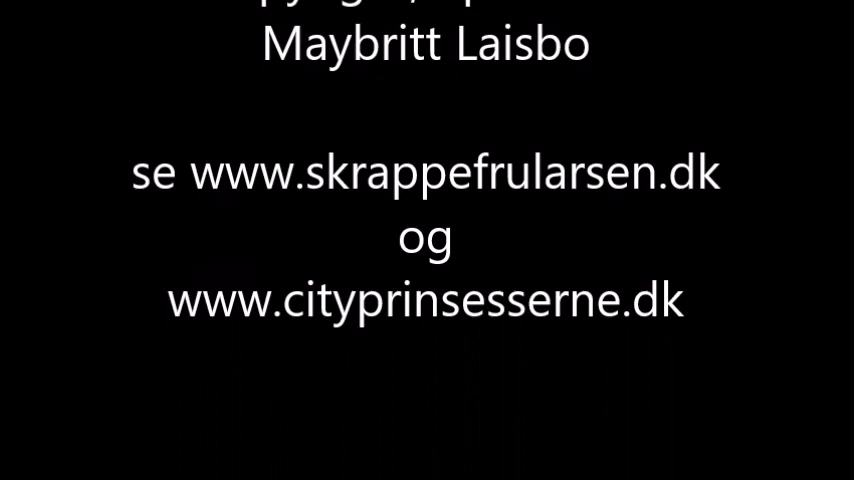 Maybritt Laisbo
se www.skrappefrularsen.dk
og
www.cityprinsesserne.dk